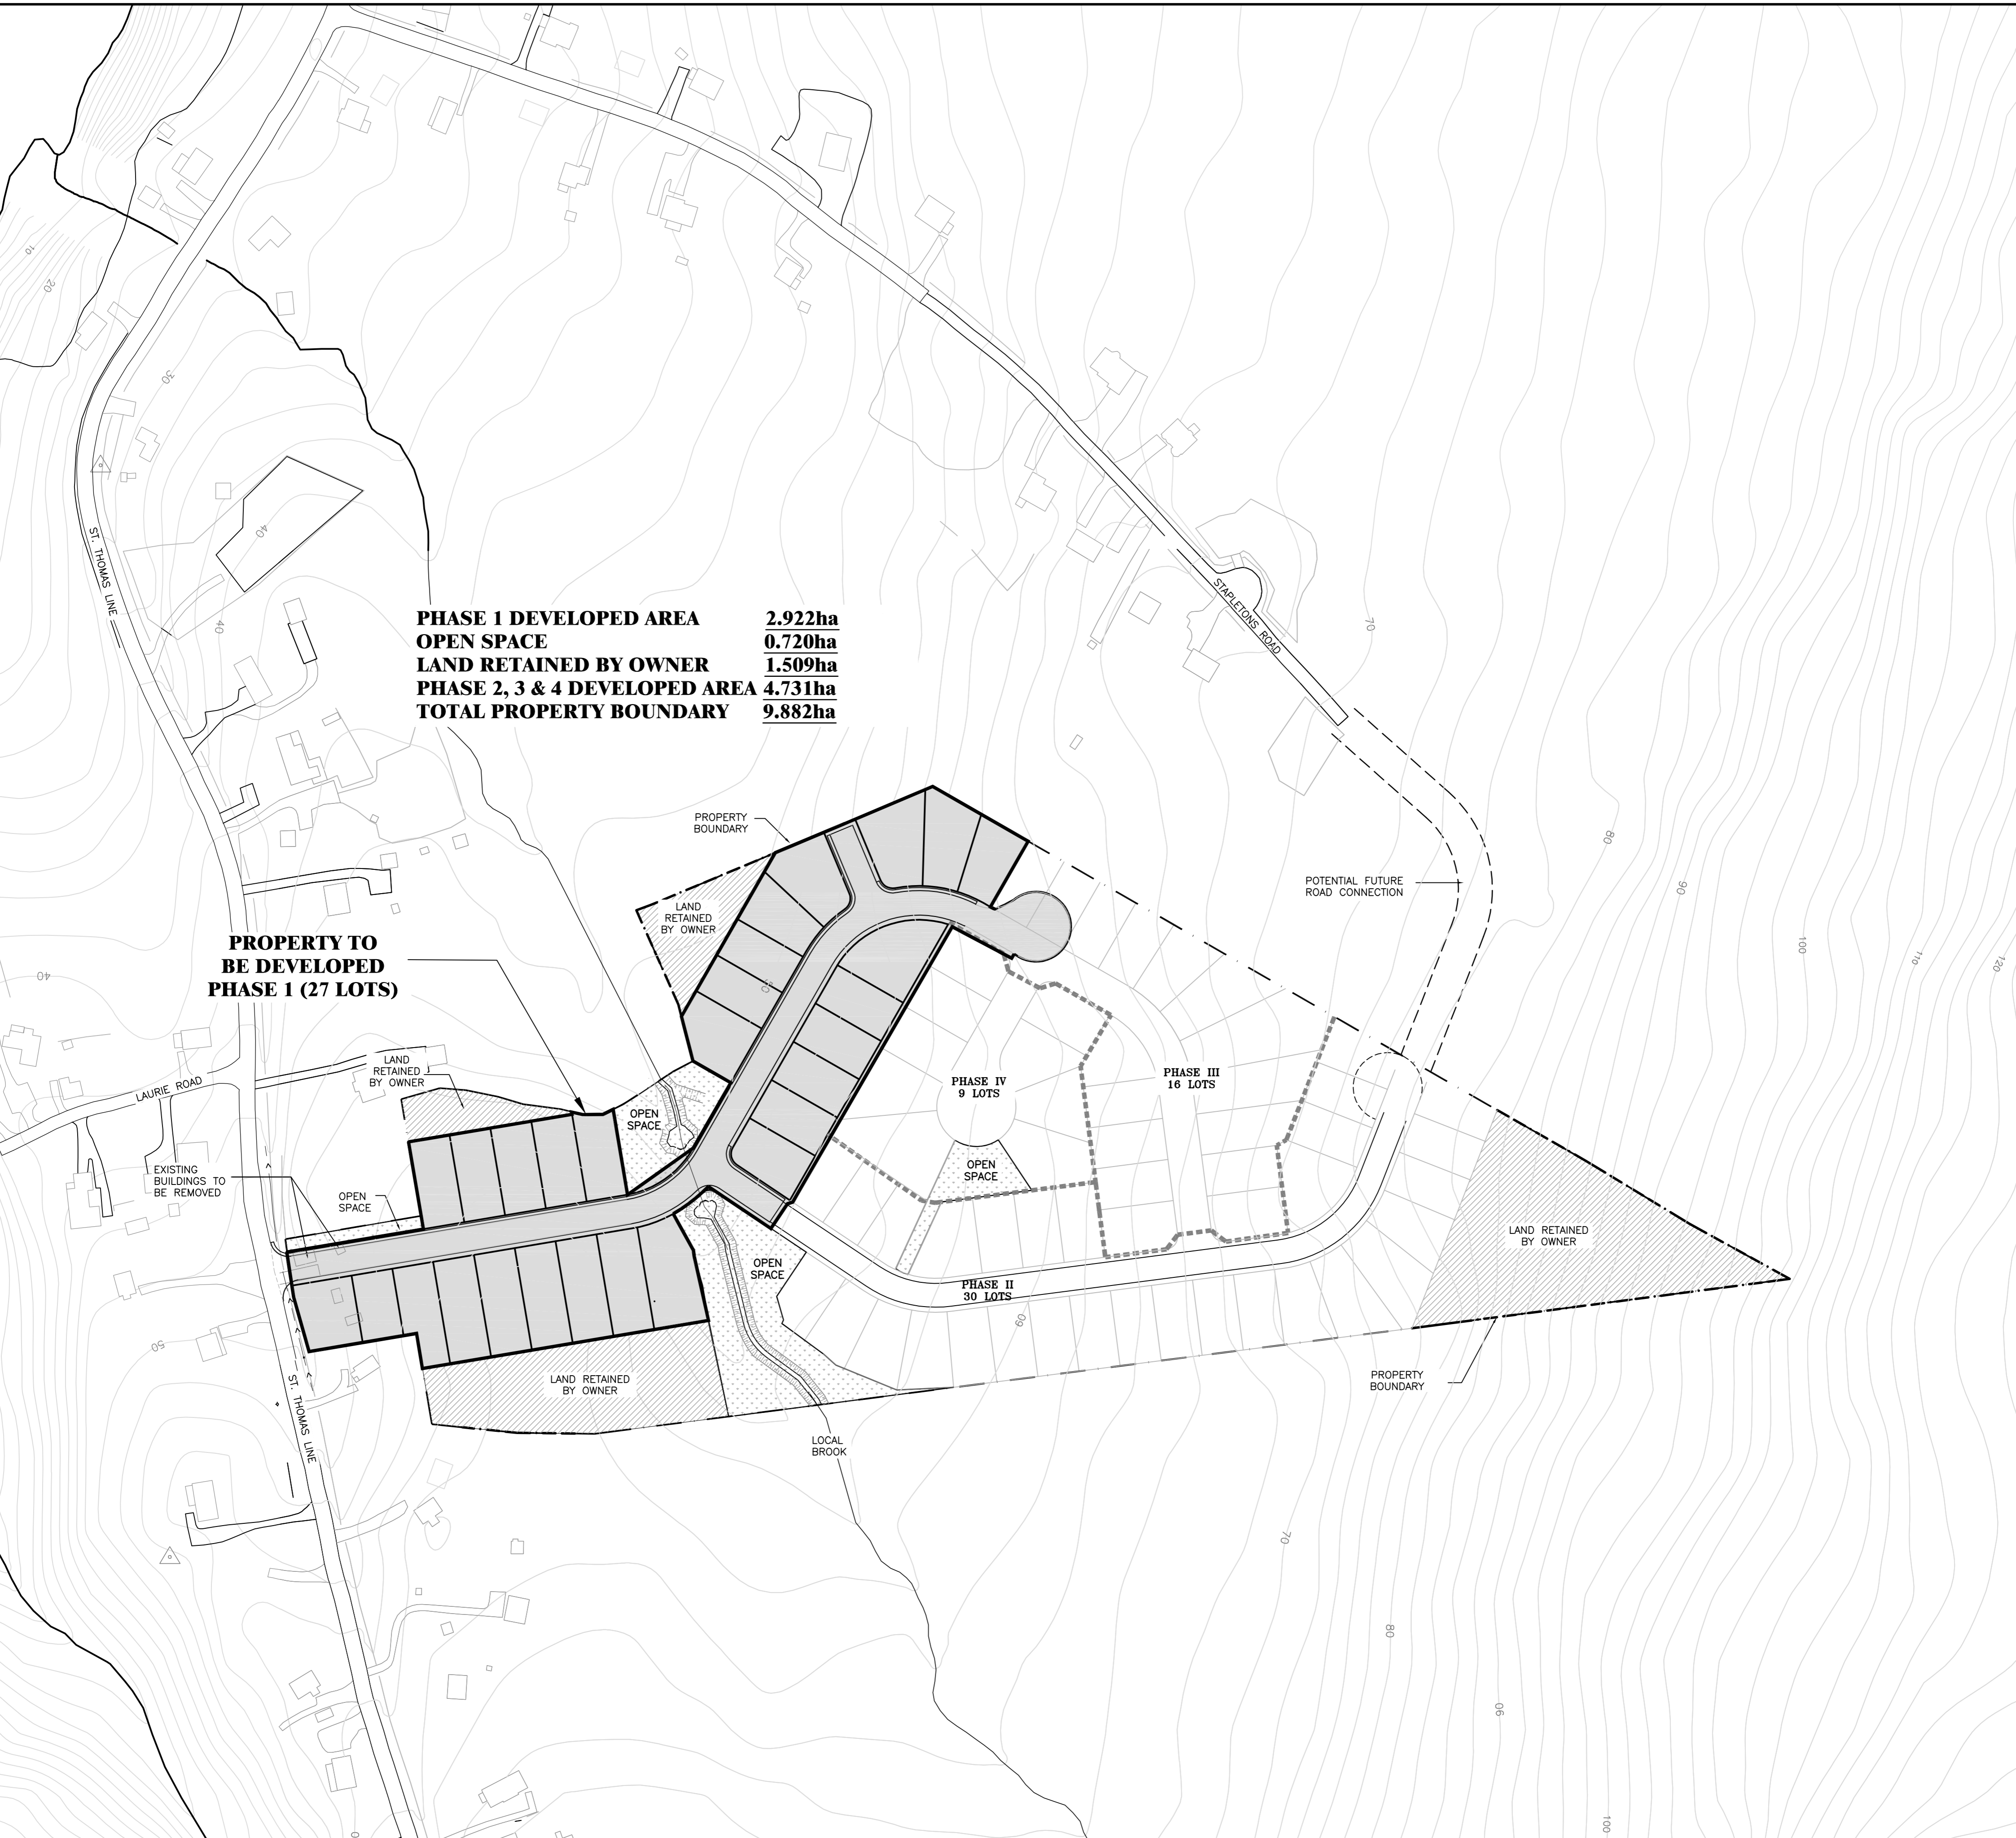 10
20
30
40
ST. THOMAS LINE
40
PHASE 1 DEVELOPED AREA 2.922ha
OPEN SPACE 0.720ha
LAND RETAINED BY OWNER 1.509ha
PHASE 2, 3 & 4 DEVELOPED AREA 4.731ha
TOTAL PROPERTY BOUNDARY 9.882ha
STAPLETONS ROAD
70
PROPERTY
BOUNDARY
80
POTENTIAL FUTURE
ROAD CONNECTION
90
LAND
RETAINED
BY OWNER
100
110
120
PROPERTY TO
BE DEVELOPED
PHASE 1 (27 LOTS)
40
50
LAND
RETAINED
BY OWNER
LAURIE ROAD
PHASE IV
9 LOTS
PHASE III
16 LOTS
OPEN
SPACE
EXISTING
BUILDINGS TO
BE REMOVED
OPEN
SPACE
OPEN
SPACE
LAND RETAINED
BY OWNER
OPEN
SPACE
PHASE II
30 LOTS
60
50
LAND RETAINED
BY OWNER
PROPERTY
BOUNDARY
ST. THOMAS LINE
LOCAL
BROOK
70
80
90
100